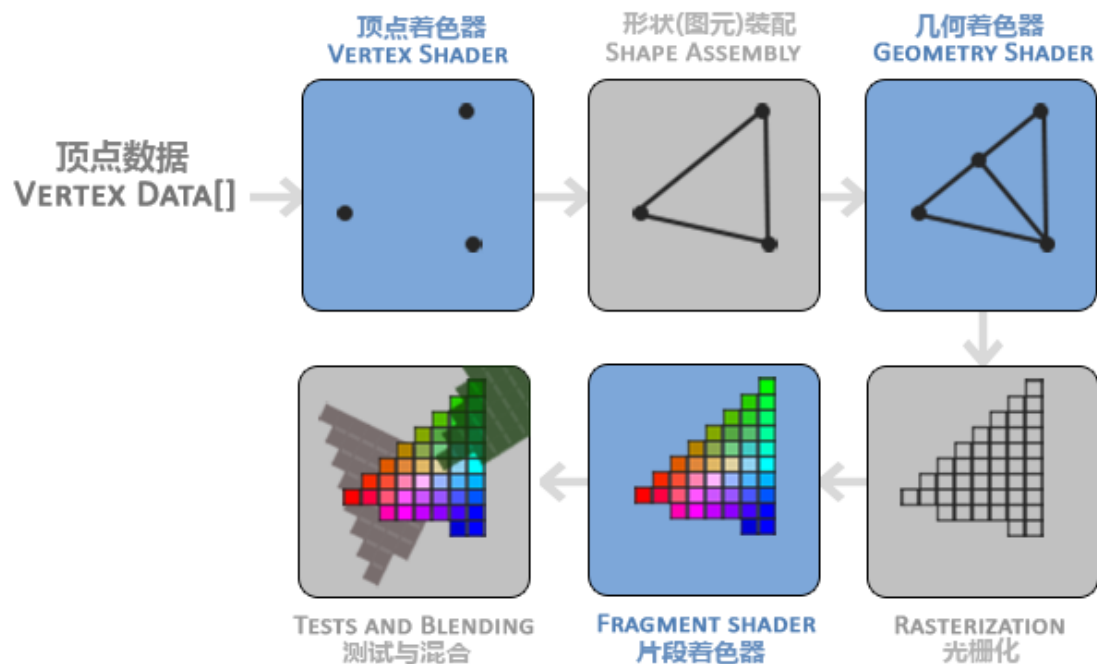 顶点着色器
VERTEX SHADER
形状(图元)装配
SHAPE ASSEMBLY
几何着色器
GEOMETRY SHADER
顶点数据
VERTEX DATA[]
TESTS AND BLENDING
测试与混合
FRAGMENT SHADER
片段着色器
RASTERIZATION
光栅化